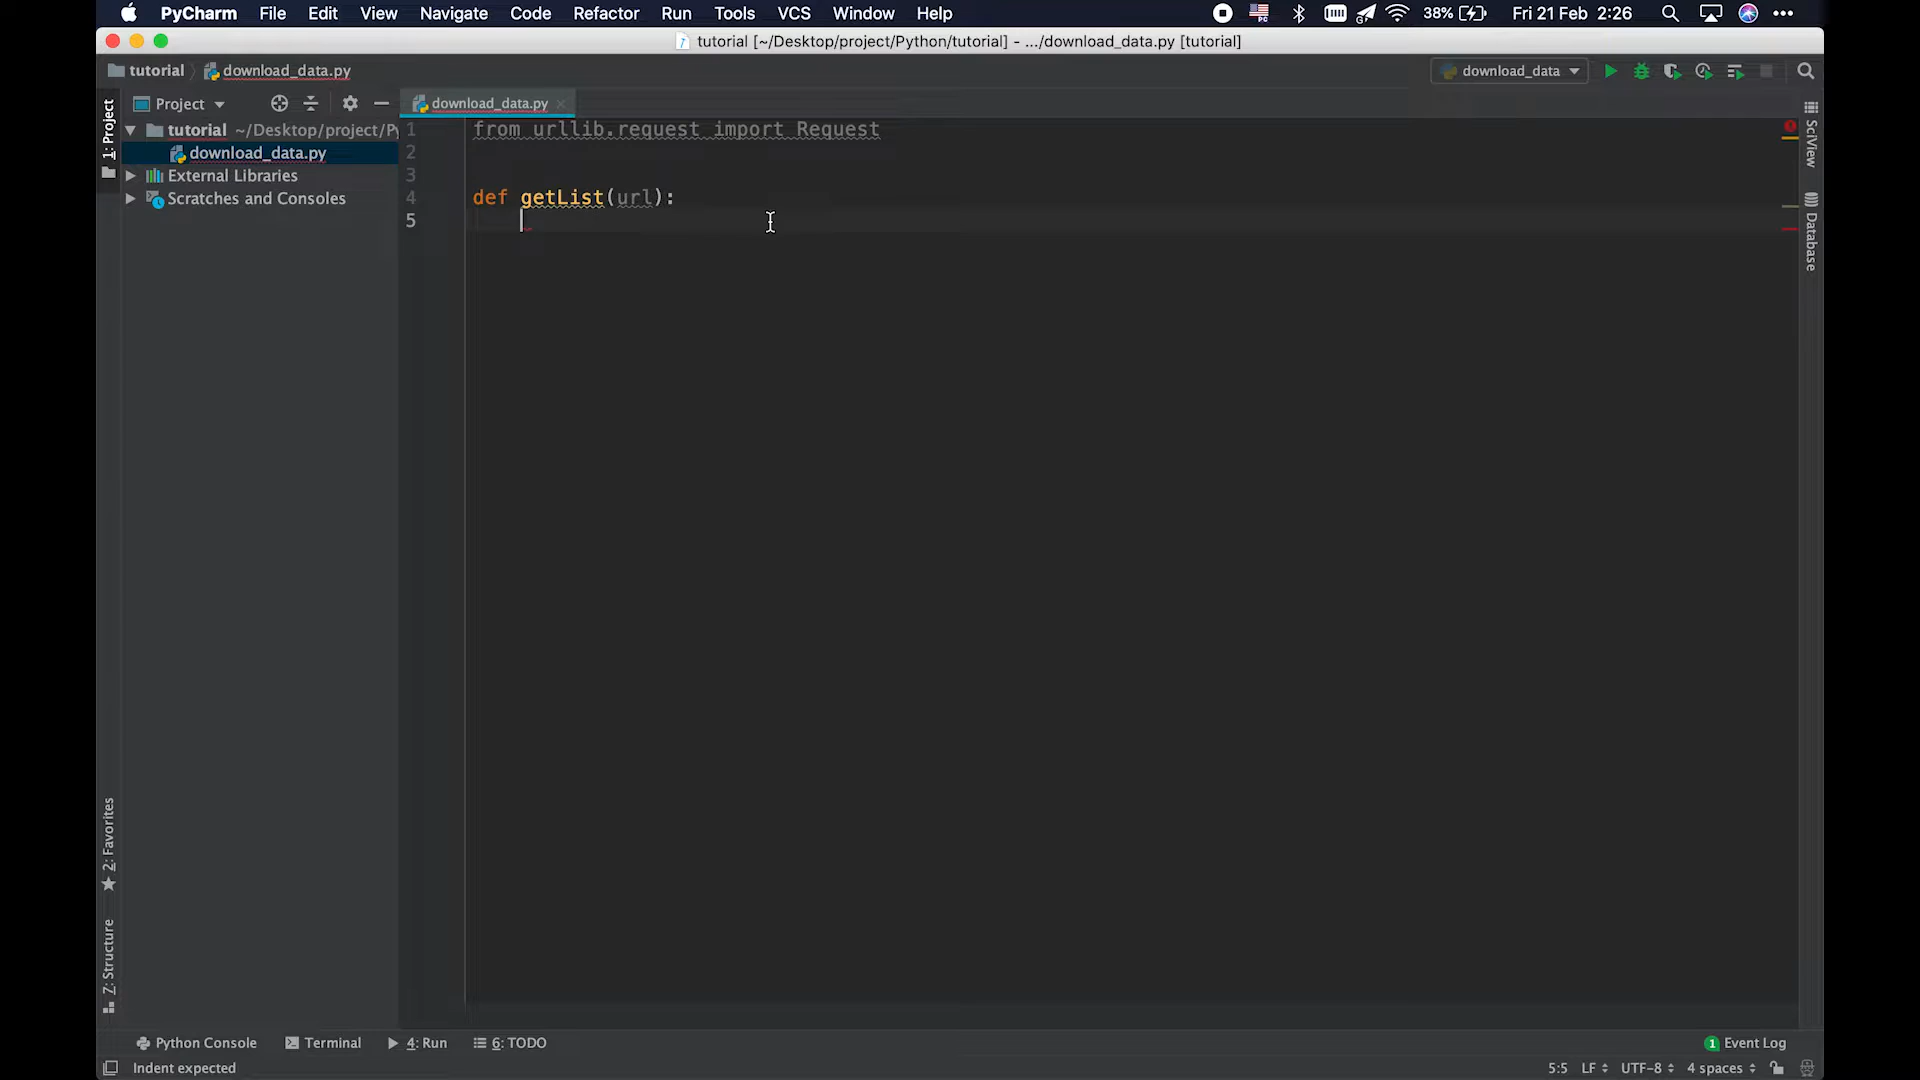 PyCharm File Edit View Navigate Code Refactor Run Tools VCS Window Help 38% Fri 21 Feb 2:26
tutorial [~/Desktop/project/Python/tutorial] - .../download_data.py [tutorial]
tutorial download_data.py download_data
Project download_data.py
1: Project
tutorial ~/Desktop/project/Py
download_data.py
External Libraries
Scratches and Consoles
1 from urllib.request import Request
2
3
4 def getList(url):
5
SciView
Database
2: Favorites
Z: Structure
Python Console Terminal 4: Run 6: TODO 1 Event Log
Indent expected 5:5 LF UTF-8 4 spaces